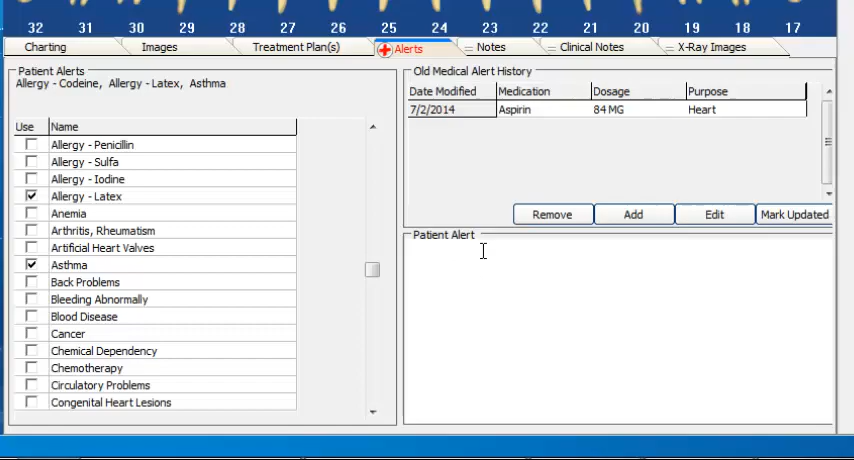 32 31 30 29 28 27 26 25 24 23 22 21 20 19 18 17
Charting Images Treatment Plan(s) Alerts Notes Clinical Notes X-Ray Images
Patient Alerts
Allergy - Codeine, Allergy - Latex, Asthma
Use Name
Allergy - Penicillin
Allergy - Sulfa
Allergy - Iodine
Allergy - Latex
Anemia
Arthritis, Rheumatism
Artificial Heart Valves
Asthma
Back Problems
Bleeding Abnormally
Blood Disease
Cancer
Chemical Dependency
Chemotherapy
Circulatory Problems
Congenital Heart Lesions
Old Medical Alert History
Date Modified Medication Dosage Purpose
7/2/2014 Aspirin 84 MG Heart
Remove Add Edit Mark Updated
Patient Alert